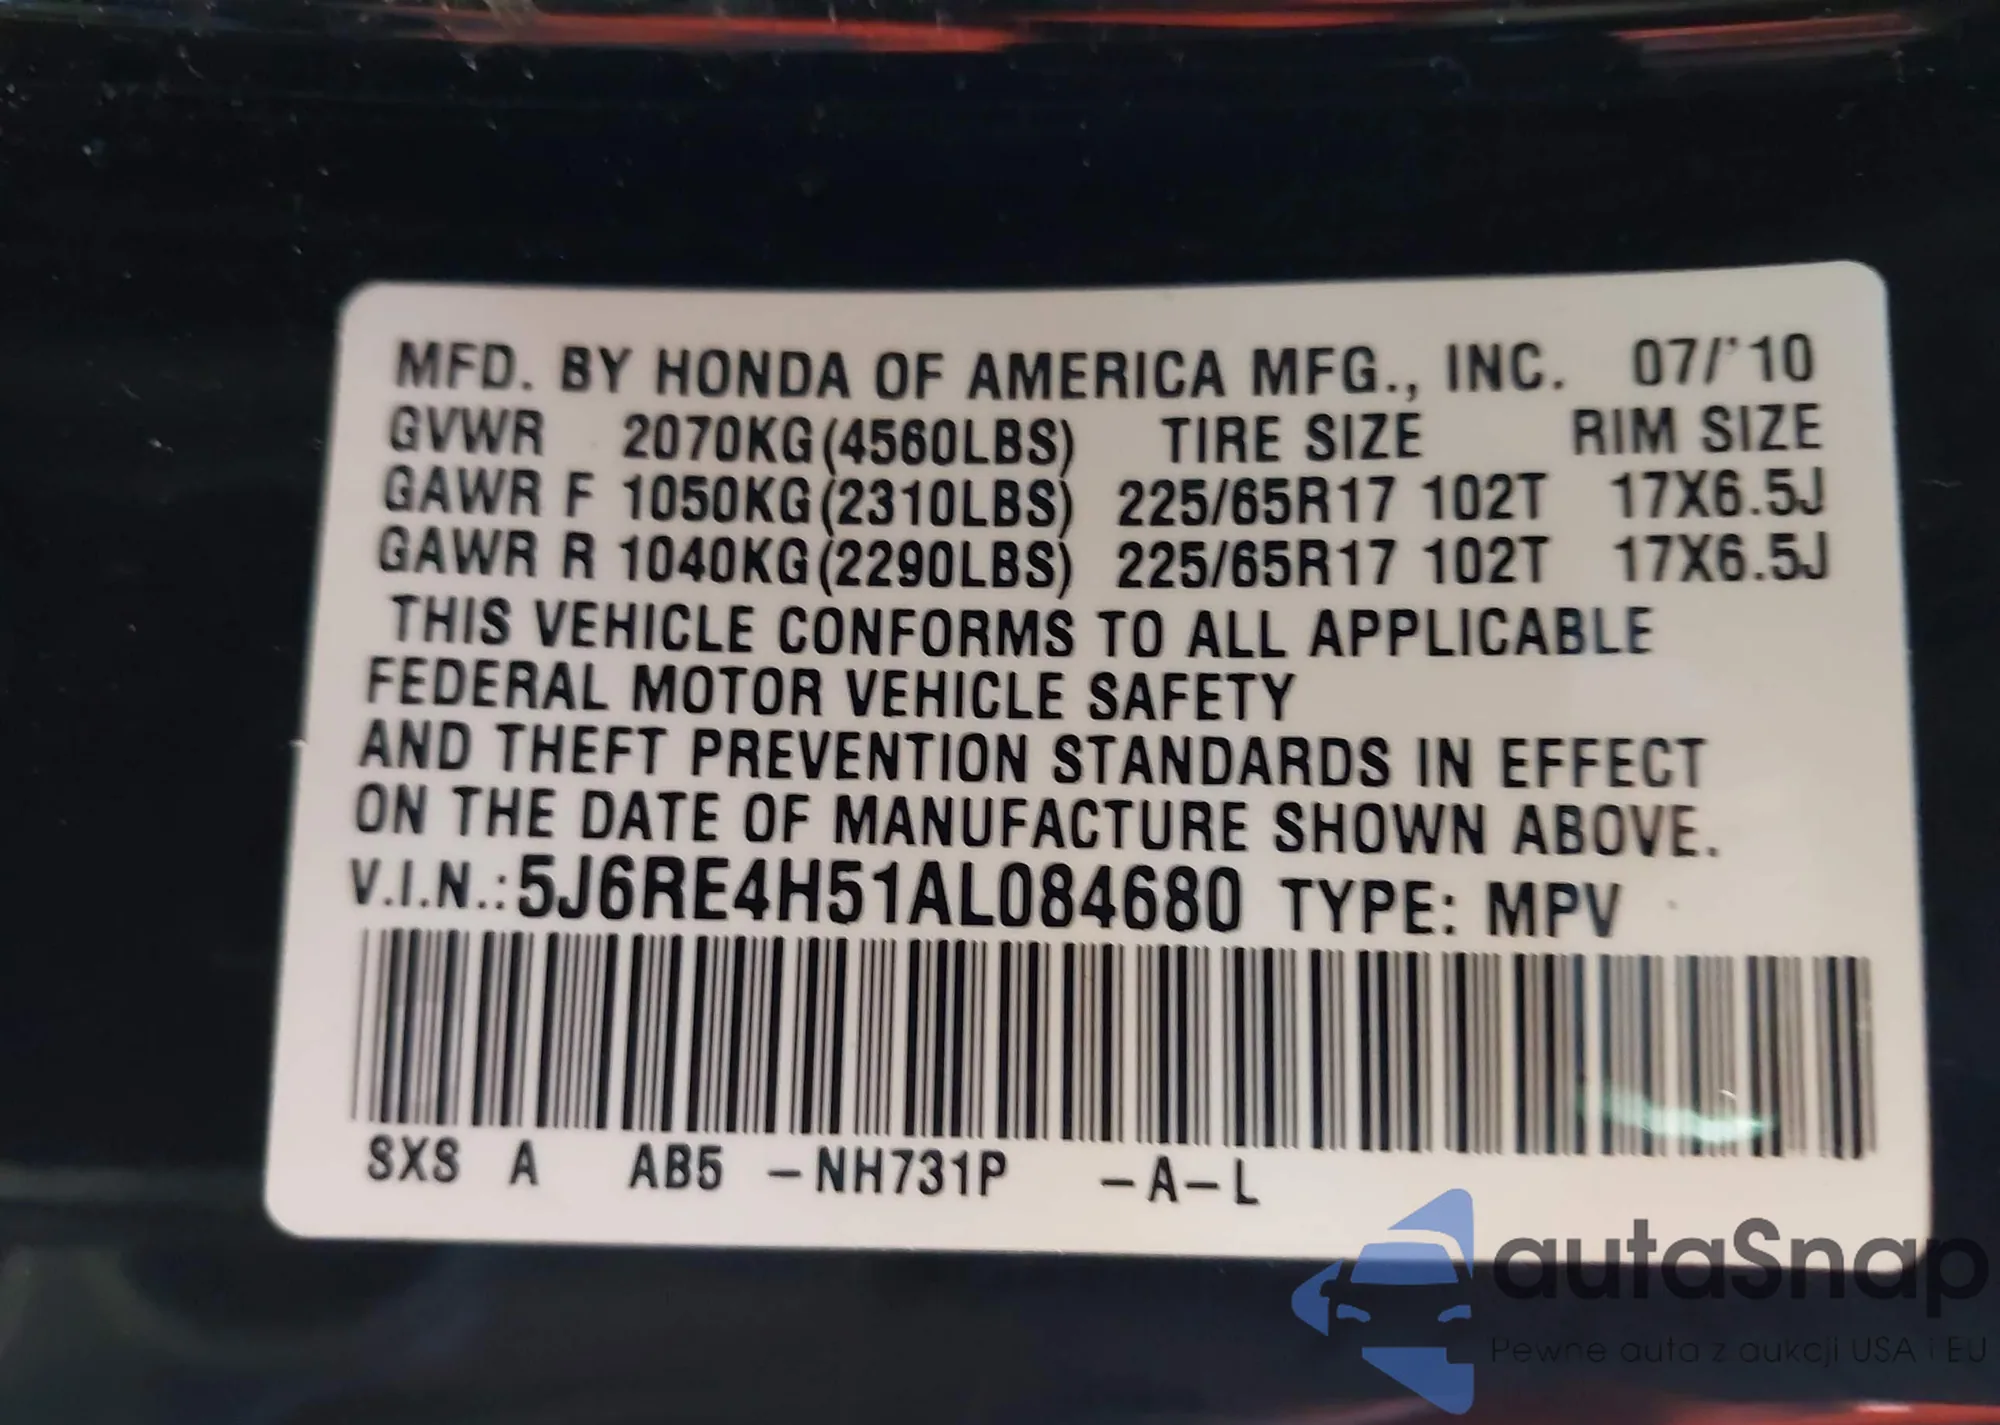 MFD. BY HONDA OF AMERICA MFG., INC. 07/'10
GVWR 2070KG(4560LBS) TIRE SIZE RIM SIZE
GAWR F 1050KG(2310LBS) 225/65R17 102T 17X6.5J
GAWR R 1040KG(2290LBS) 225/65R17 102T 17X6.5J
THIS VEHICLE CONFORMS TO ALL APPLICABLE
FEDERAL MOTOR VEHICLE SAFETY
AND THEFT PREVENTION STANDARDS IN EFFECT
ON THE DATE OF MANUFACTURE SHOWN ABOVE.
V.I.N.:5J6RE4H51AL084680 TYPE: MPV
SXS A AB5 -NH731P -A-L
autaSnap
Pewne auta z aukcji USA i EU